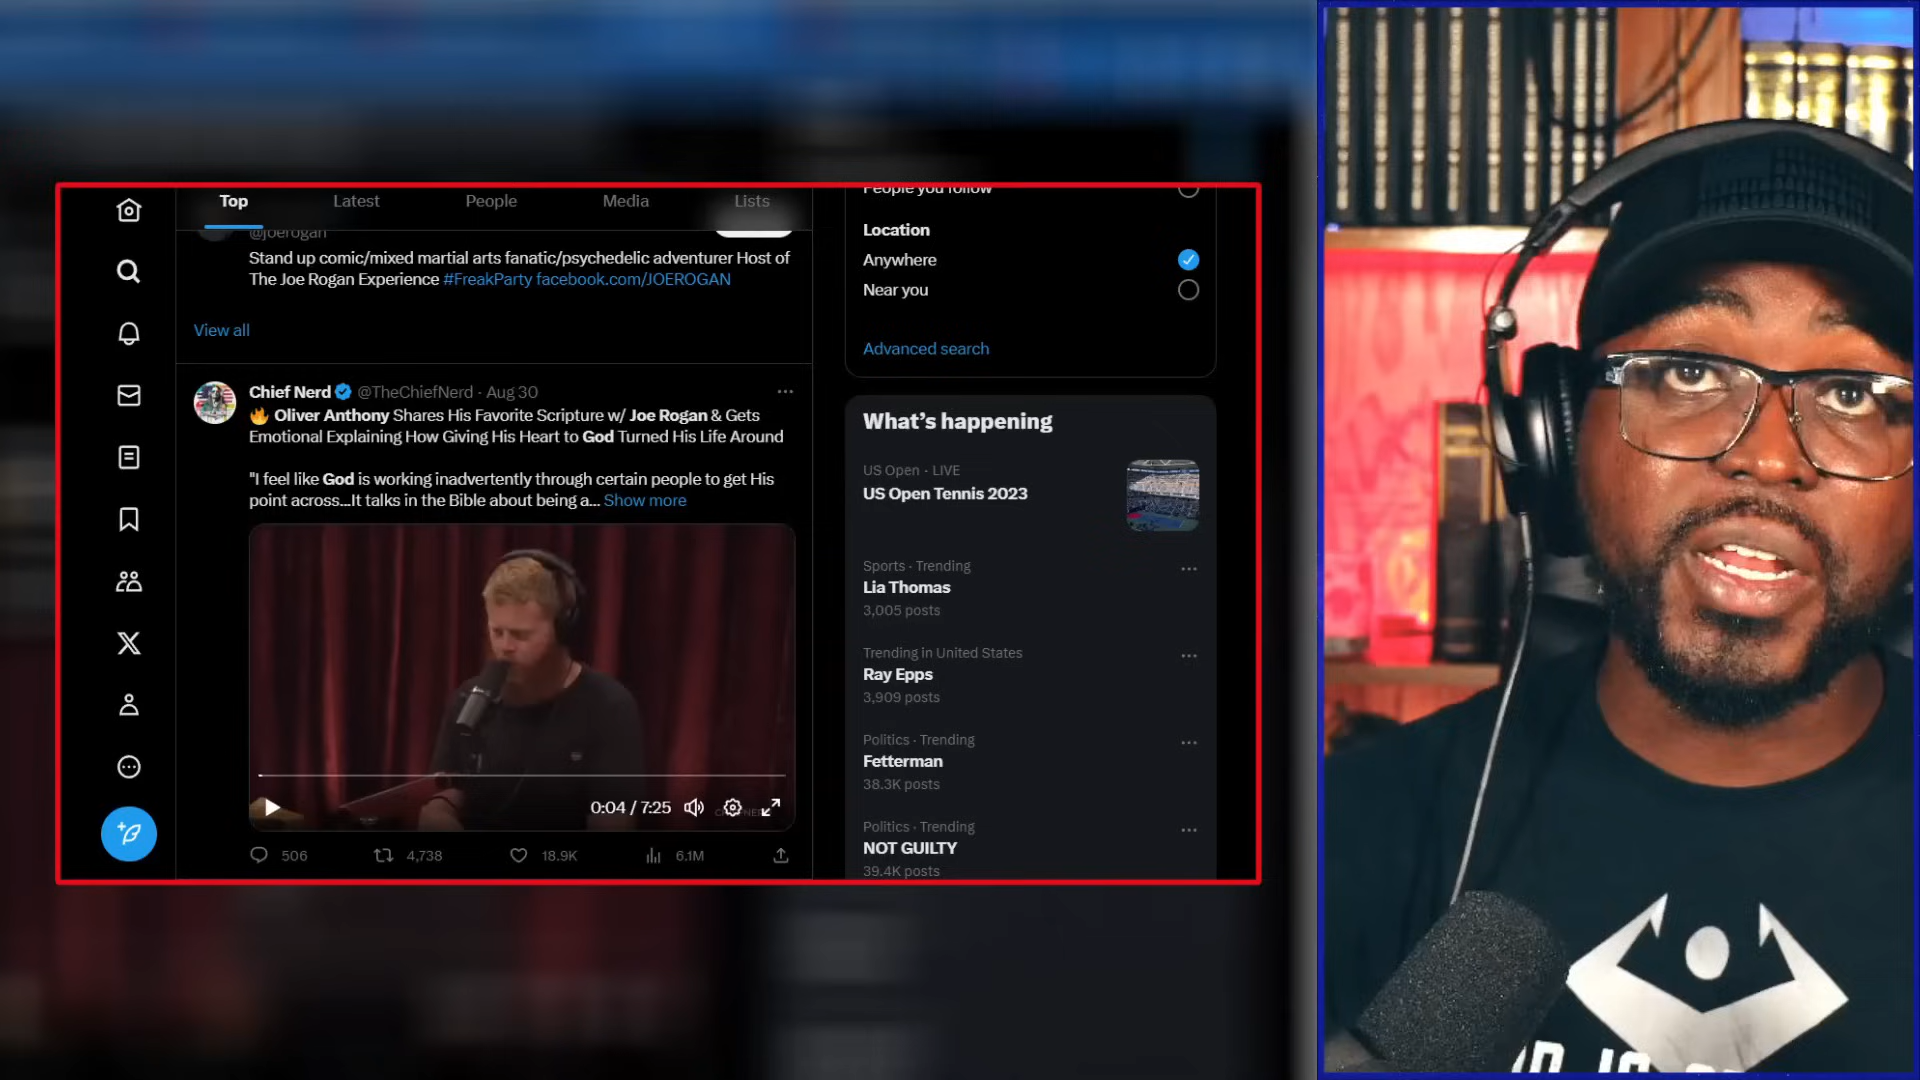 Top Latest People Media Lists
@joerogan
Stand up comic/mixed martial arts fanatic/psychedelic adventurer Host of
The Joe Rogan Experience #FreakParty facebook.com/JOEROGAN
View all
Chief Nerd @TheChiefNerd · Aug 30
🔥 Oliver Anthony Shares His Favorite Scripture w/ Joe Rogan & Gets
Emotional Explaining How Giving His Heart to God Turned His Life Around
"I feel like God is working inadvertently through certain people to get His
point across...It talks in the Bible about being a... Show more
0:04 / 7:25
506 4,738 18.9K 6.1M
People you follow
Location
Anywhere
Near you
Advanced search
What's happening
US Open · LIVE
US Open Tennis 2023
Sports · Trending
Lia Thomas
3,005 posts
Trending in United States
Ray Epps
3,909 posts
Politics · Trending
Fetterman
38.3K posts
Politics · Trending
NOT GUILTY
39.4K posts